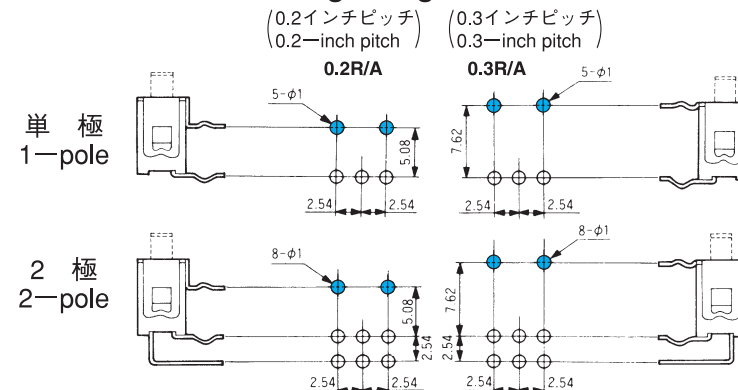 (0.2インチピッチ) (0.3インチピッチ)
(0.2—inch pitch) (0.3—inch pitch)
0.2R/A 0.3R/A
単 極
1—pole
5-φ1
5.08
2.54 2.54
5-φ1
7.62
2.54 2.54
2 極
2—pole
8-φ1
5.08
2.54
2.54 2.54
8-φ1
7.62
2.54
2.54 2.54